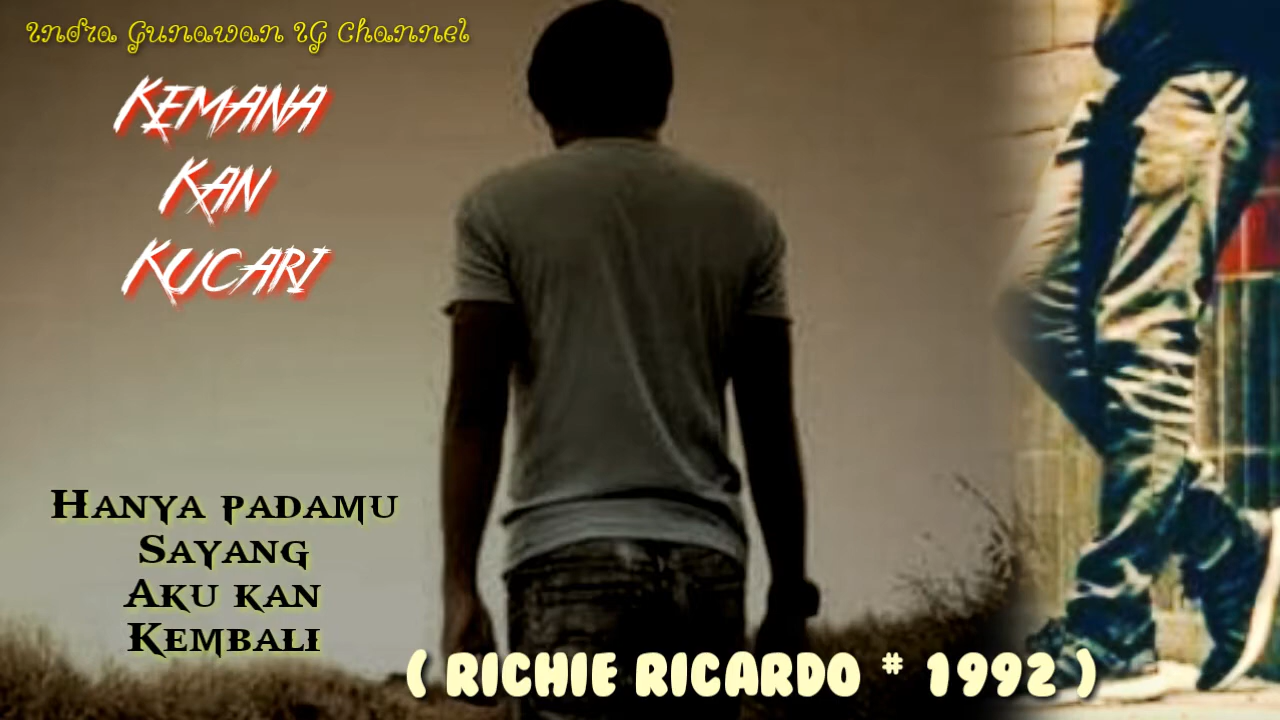 Indra Gunawan IG Channel
Kemana
Kan
Kucari
Hanya padamu
Sayang
Aku kan
Kembali
( RICHIE RICARDO * 1992 )